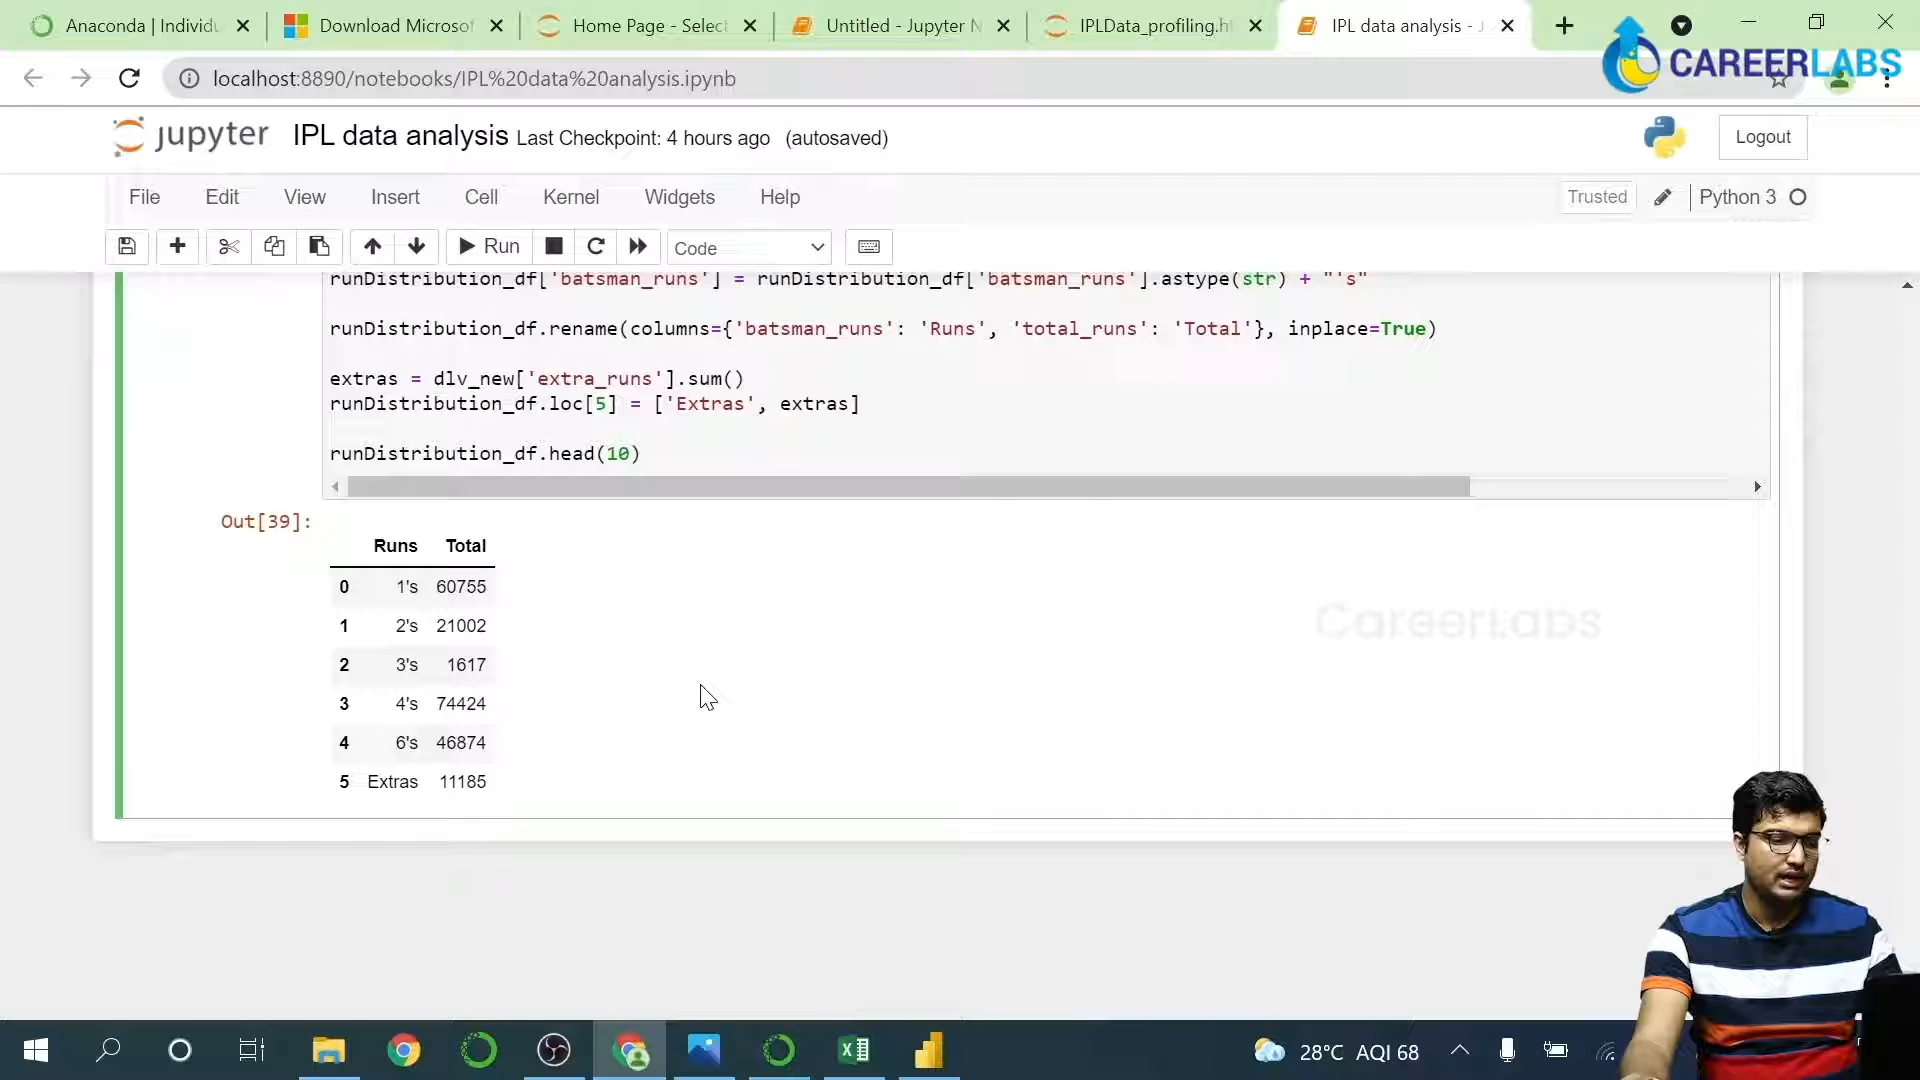 Anaconda | Individu
Download Microsof
Home Page - Select
Untitled - Jupyter N
IPLData_profiling.ht
IPL data analysis - J
CAREERLABS
localhost:8890/notebooks/IPL%20data%20analysis.ipynb
jupyter IPL data analysis Last Checkpoint: 4 hours ago (autosaved)
Logout
File Edit View Insert Cell Kernel Widgets Help
Trusted
Python 3
Run
Code
runDistribution_df['batsman_runs'] = runDistribution_df['batsman_runs'].astype(str) + "'s"
runDistribution_df.rename(columns={'batsman_runs': 'Runs', 'total_runs': 'Total'}, inplace=True)
extras = dlv_new['extra_runs'].sum()
runDistribution_df.loc[5] = ['Extras', extras]
runDistribution_df.head(10)
Out[39]:
Runs Total
0 1's 60755
1 2's 21002
2 3's 1617
3 4's 74424
4 6's 46874
5 Extras 11185
CareerLabs
28°C AQI 68